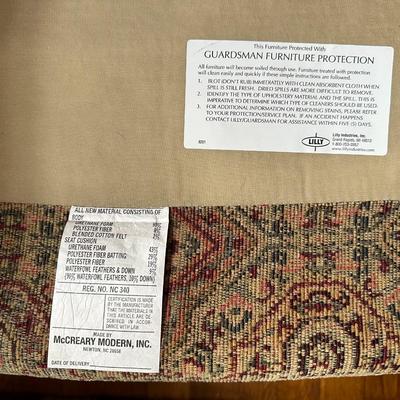 This Furniture Protected With
GUARDSMAN FURNITURE PROTECTION
All furniture will become soiled through use. Furniture treated with protection
will clean easily and quickly if these simple instructions are followed.
1. BLOT (DON'T RUB) IMMEDIATELY WITH CLEAN ABSORBENT CLOTH WHEN
SPILL IS STILL FRESH. DRIED SPILLS ARE MORE DIFFICULT TO REMOVE.
2. IDENTIFY THE TYPE OF UPHOLSTERY MATERIAL AND THE SPILL. THIS IS
IMPERATIVE TO DETERMINE WHICH TYPE OF CLEANERS SHOULD BE USED.
3. FOR ADDITIONAL INFORMATION ON REMOVING STAINS, PLEASE REFER
TO YOUR PROTECTION/SERVICE PLAN. IF AN ACCIDENT HAPPENS
CONTACT LILLY/GUARDSMAN FOR ASSISTANCE WITHIN FIVE (5) DAYS.
LILLY
Lilly Industries, Inc.
Grand Rapids, MI
www.lillyindustries.com
ALL NEW MATERIAL CONSISTING OF
BODY
URETHANE FOAM
POLYESTER FIBER
BLENDED COTTON FELT
SEAT CUSHION
URETHANE FOAM 43%
POLYESTER FIBER BATTING 29%
POLYESTER FIBER 19%
WATERFOWL FEATHERS & DOWN 9%
WATERFOWL FEATHERS, DOWN)
REG. NO. NC 340
CERTIFICATION IS MADE
BY THE MANUFACTURER
THAT THE MATERIALS IN
THIS ARTICLE ARE DE-
SCRIBED IN ACCOR-
DANCE WITH LAW.
MADE BY
McCREARY MODERN, INC.
NEWTON, NC 28658
DATE OF DELIVERY